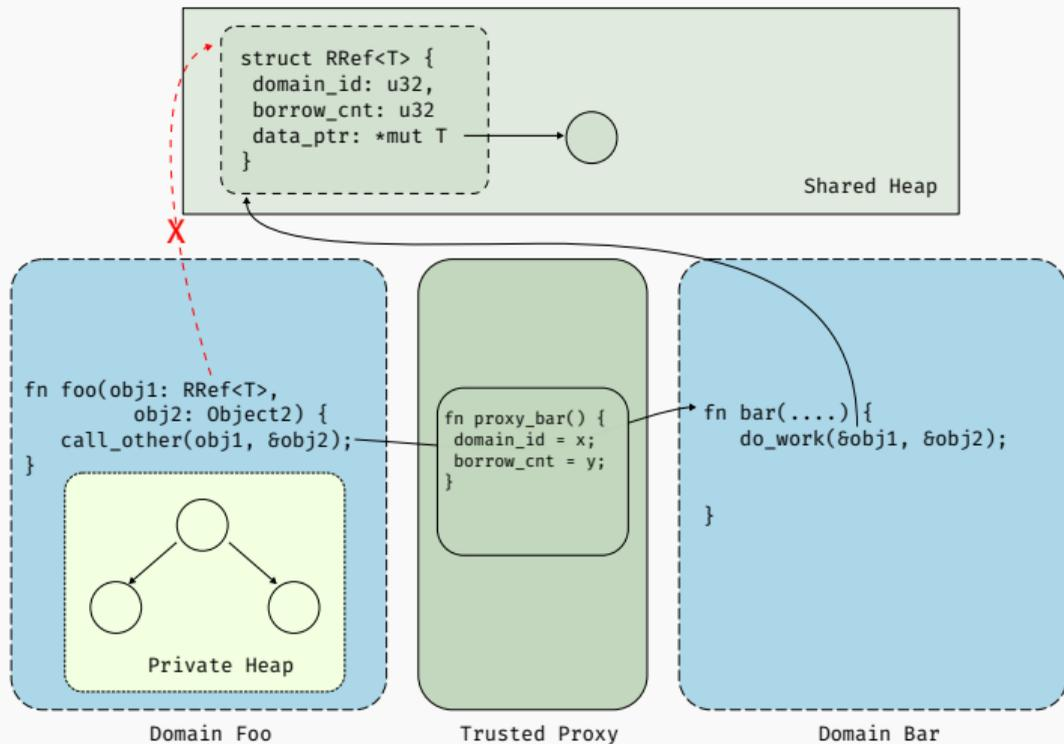 struct RRef<T> {
domain_id: u32,
borrow_cnt: u32
data_ptr: *mut T
}
Shared Heap
X
fn foo(obj1: RRef<T>,
obj2: Object2) {
call_other(obj1, &obj2);
}
Private Heap
Domain Foo
fn proxy_bar() {
domain_id = x;
borrow_cnt = y;
}
Trusted Proxy
fn bar(....) {
do_work(&obj1, &obj2);
}
Domain Bar